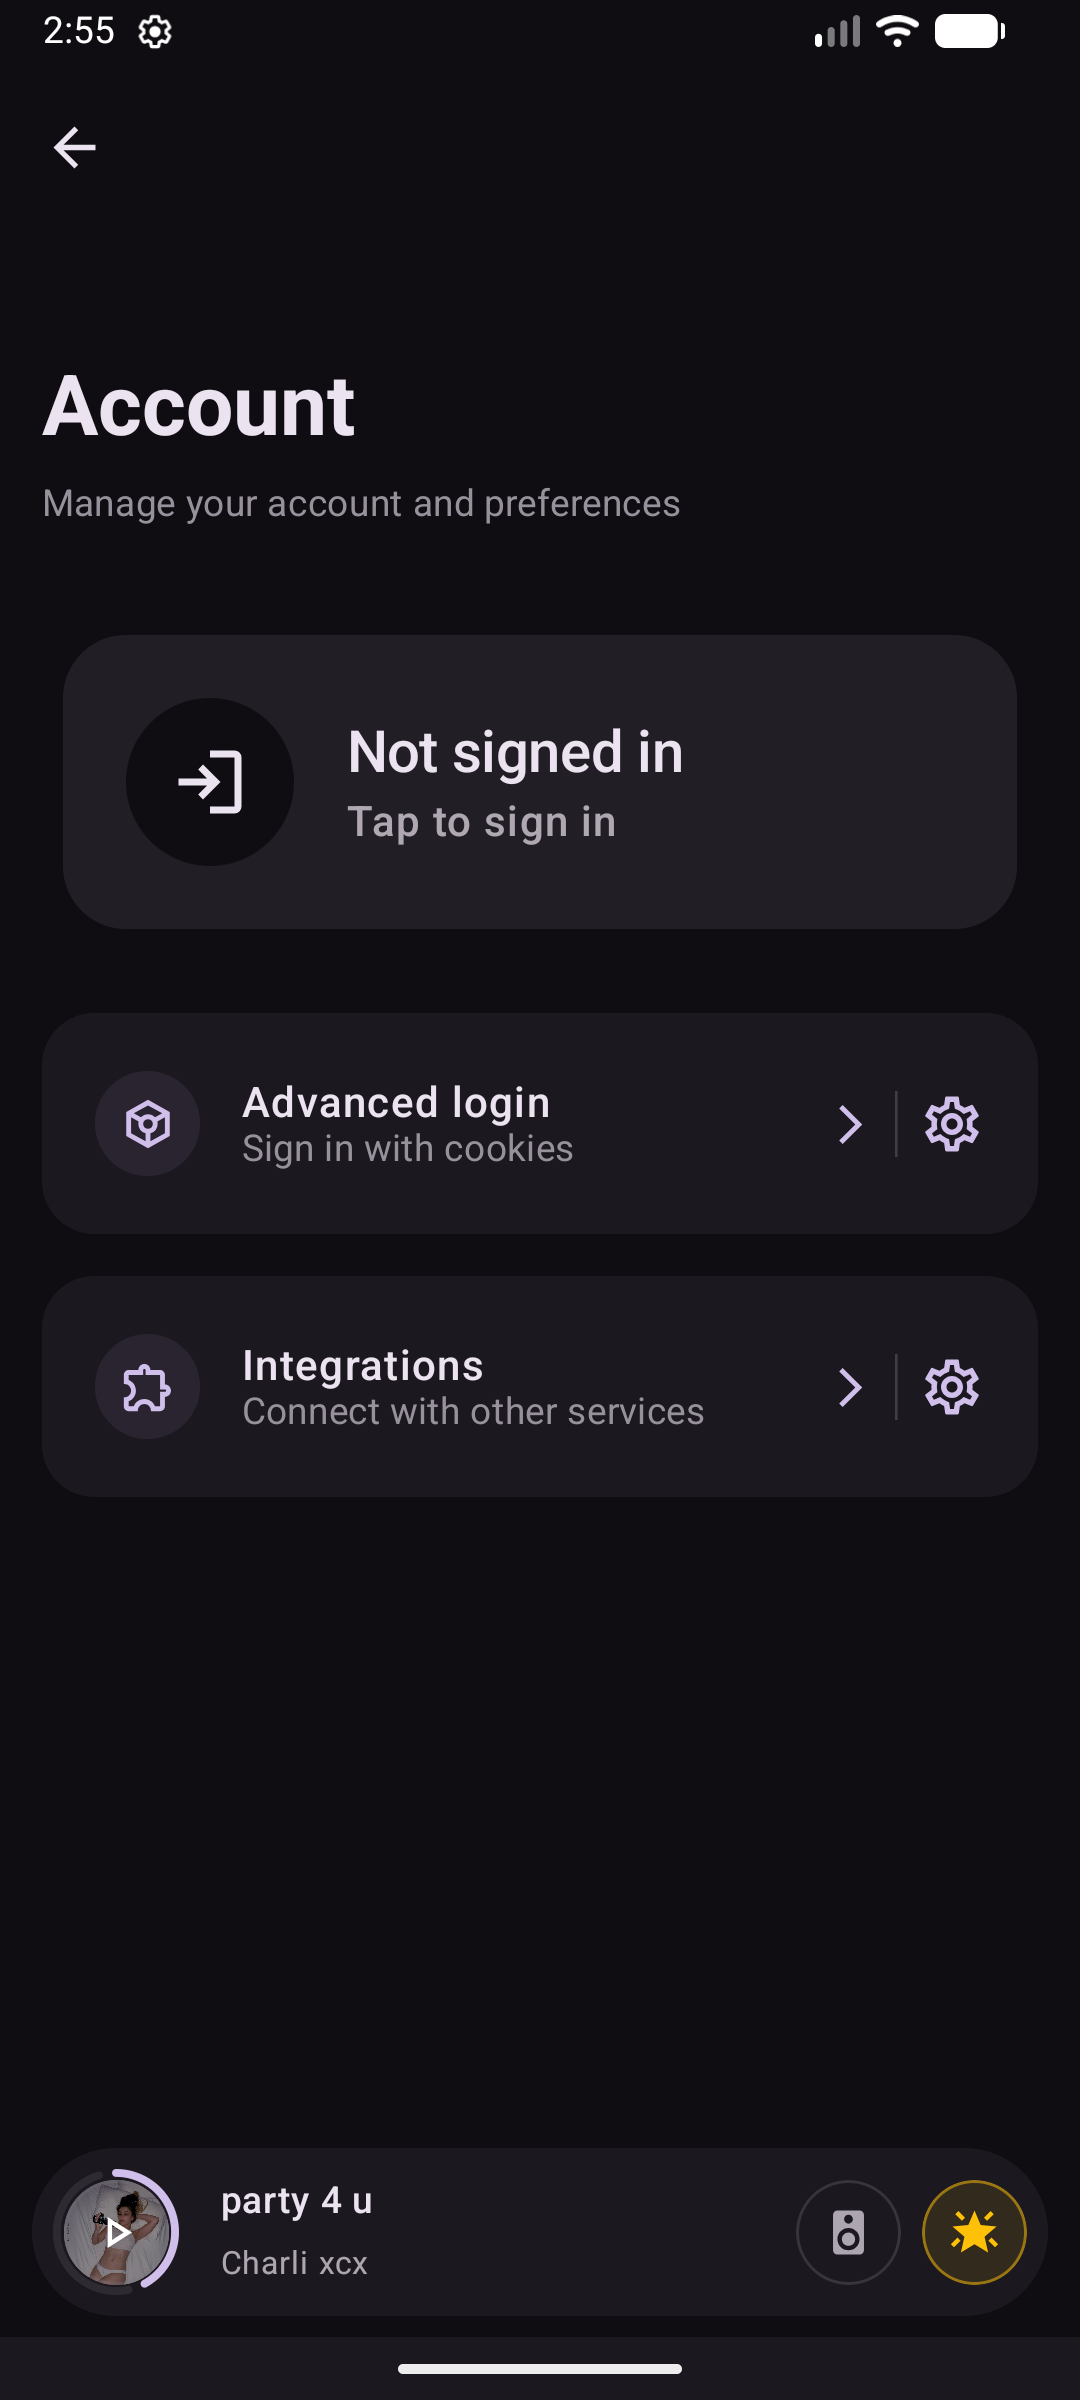 2:55
Account
Manage your account and preferences
Not signed in
Tap to sign in
Advanced login
Sign in with cookies
Integrations
Connect with other services
party 4 u
Charli xcx